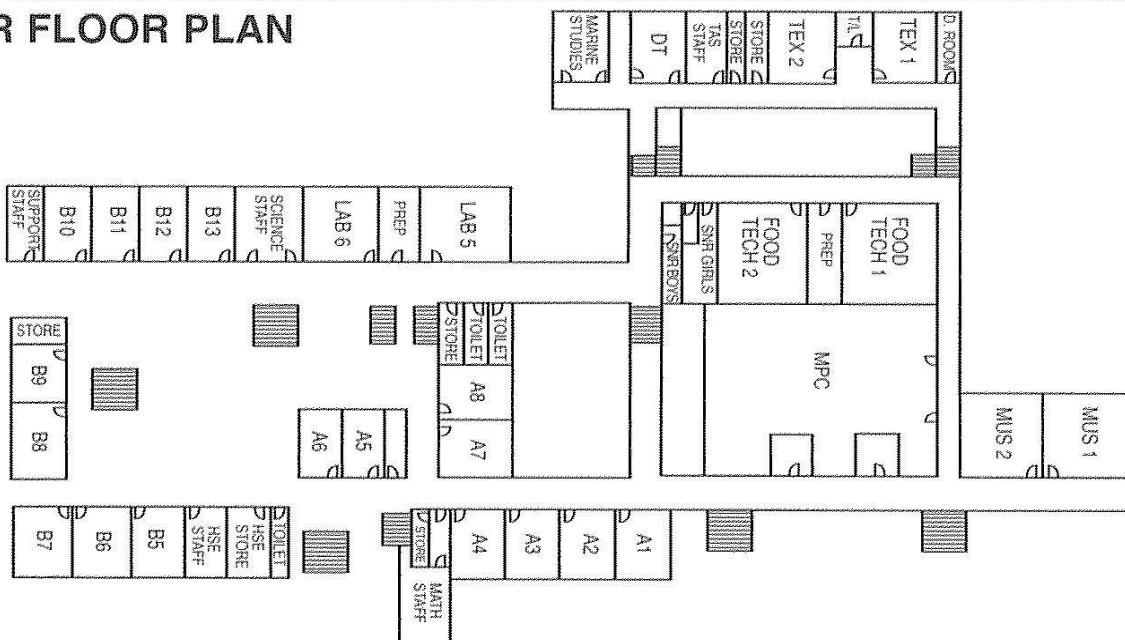 R FLOOR PLAN
MARINE
STUDIES
DT
TAS
STAFF
STORE
STORE
TEX 2
T/L
TEX 1
D. ROOM
SUPPORT
STAFF
B10
B11
B12
B13
SCIENCE
STAFF
LAB 6
PREP
LAB 5
SNR BOYS
SNR GIRLS
FOOD
TECH 2
PREP
FOOD
TECH 1
STORE
B9
B8
STORE
TOILET
TOILET
A8
A7
A6
A5
MPC
MUS 2
MUS 1
B7
B6
B5
HSE
STAFF
HSE
STORE
TOILET
STORE
MATH
STAFF
A4
A3
A2
A1